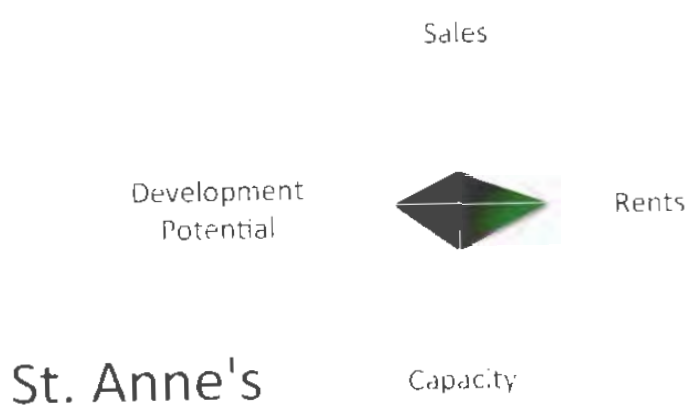 Sales
Development
Potential
Rents
St. Anne's
Capacity